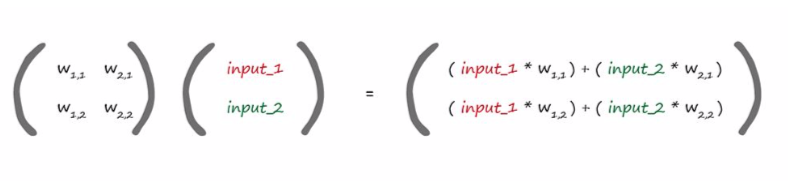 w1,1 w2,1 input_1 ( input_1 * w1,1 ) + ( input_2 * w2,1 )
=
w1,2 w2,2 input_2 ( input_1 * w1,2 ) + ( input_2 * w2,2 )